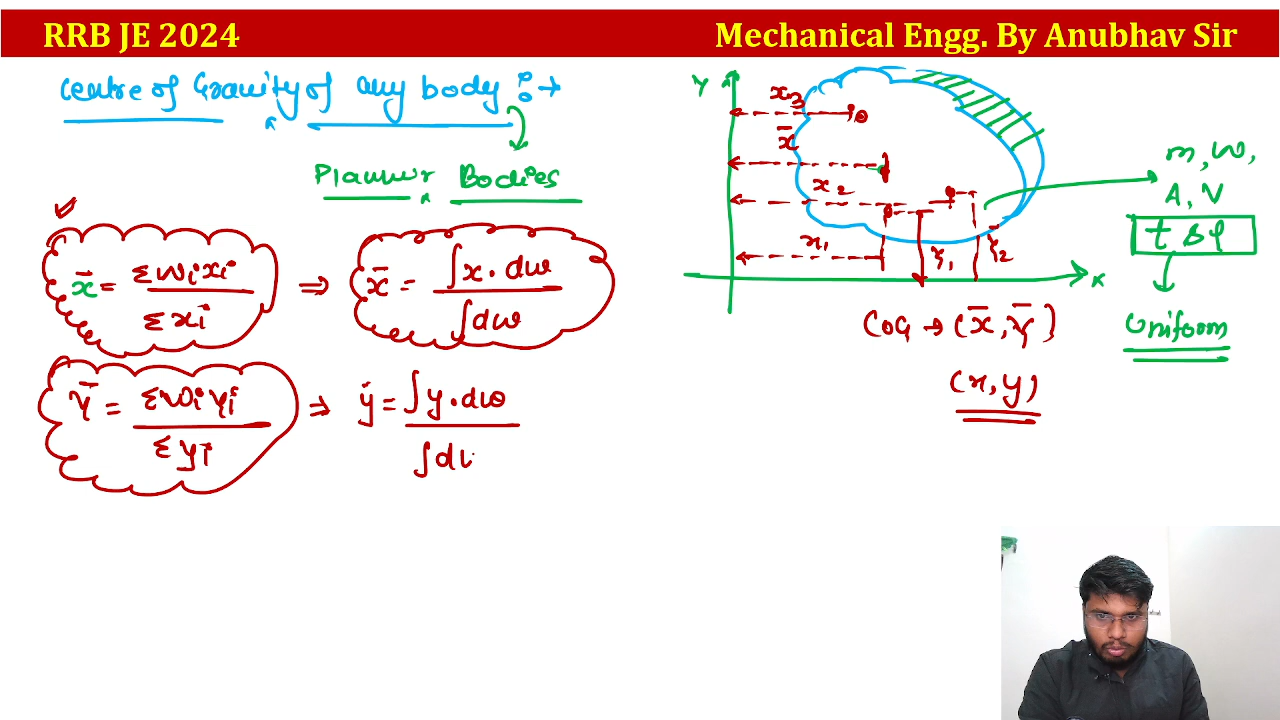 RRB JE 2024
Mechanical Engg. By Anubhav Sir
Centre of Gravity of any body :→
Planner Bodies
x̄ = Σwixi / Σxi ⇒ x̄ = ∫x·dw / ∫dw
ȳ = Σwiyi / Σyi ⇒ ȳ = ∫y·dw / ∫dw
y
x3
x̄
x2
x1
y1
y2
x
m, w,
A, V
t & ρ
Uniform
COG → (x̄, ȳ)
(x, y)